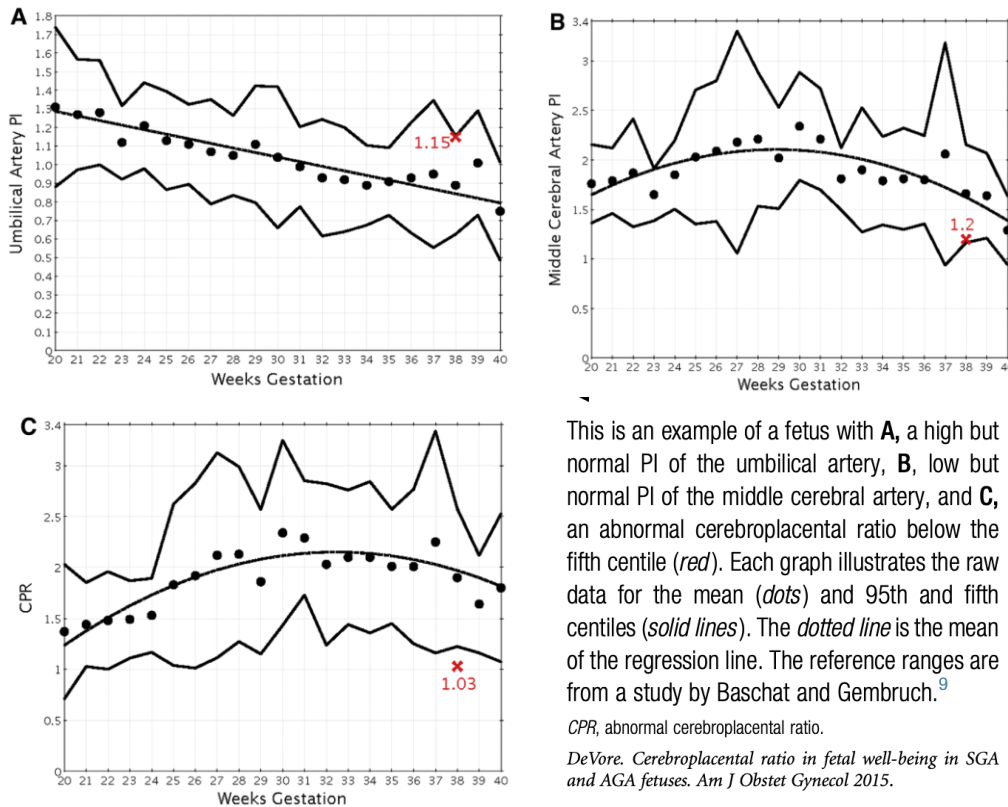 A
1.8
1.7
1.6
1.5
1.4
1.3
1.2
1.1
1.0
0.9
0.8
0.7
0.6
0.5
0.4
0.3
0.2
0.1
0
Umbilical Artery PI
1.15
20 21 22 23 24 25 26 27 28 29 30 31 32 33 34 35 36 37 38 39 40
Weeks Gestation
B
3.4
3
2.5
2
1.5
1
0.5
0
Middle Cerebral Artery PI
1.2
20 21 22 23 24 25 26 27 28 29 30 31 32 33 34 35 36 37 38 39 4
Weeks Gestation
C
3.4
3
2.5
2
1.5
1
0.5
0
CPR
1.03
20 21 22 23 24 25 26 27 28 29 30 31 32 33 34 35 36 37 38 39 40
Weeks Gestation
This is an example of a fetus with A, a high but
normal PI of the umbilical artery, B, low but
normal PI of the middle cerebral artery, and C,
an abnormal cerebroplacental ratio below the
fifth centile (red). Each graph illustrates the raw
data for the mean (dots) and 95th and fifth
centiles (solid lines). The dotted line is the mean
of the regression line. The reference ranges are
from a study by Baschat and Gembruch.9
CPR, abnormal cerebroplacental ratio.
DeVore. Cerebroplacental ratio in fetal well-being in SGA
and AGA fetuses. Am J Obstet Gynecol 2015.